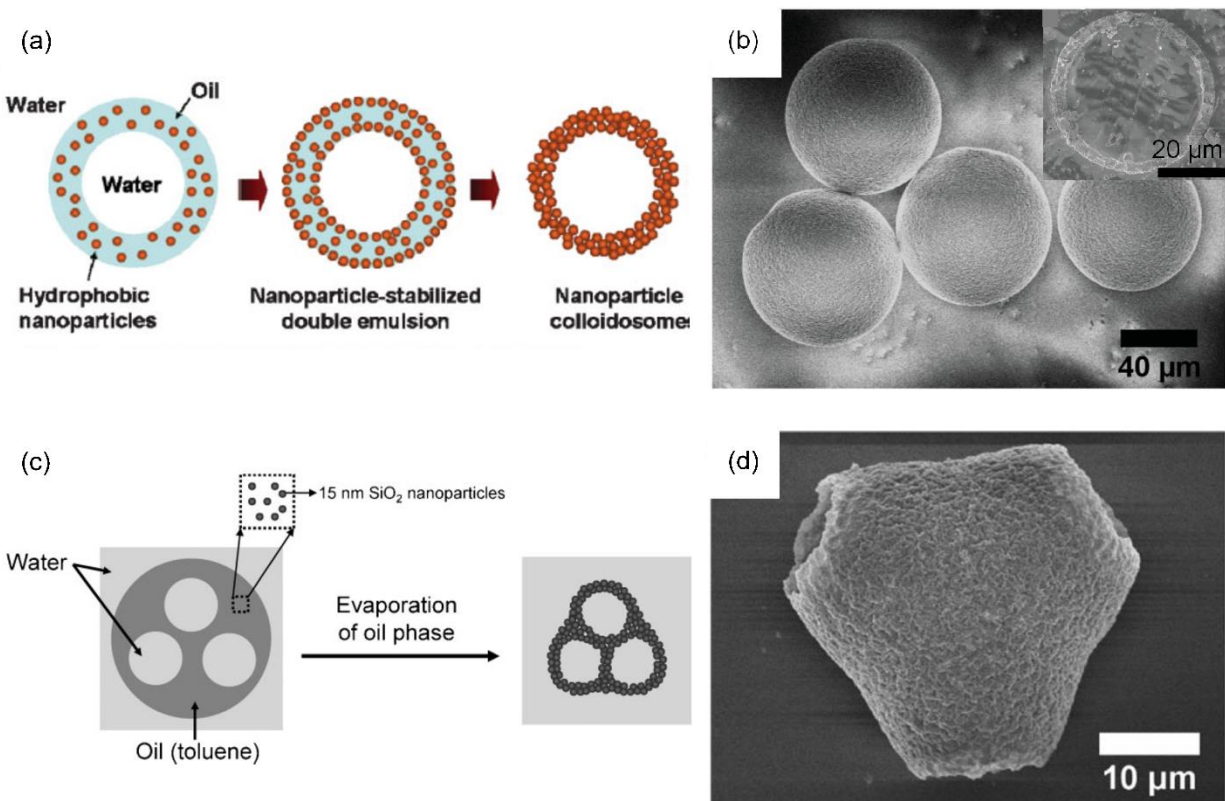 (a)
Water
Oil
Water
Hydrophobic
nanoparticles
Nanoparticle-stabilized
double emulsion
Nanoparticle
colloidosomes
(b)
20 µm
40 µm
(c)
15 nm SiO₂ nanoparticles
Water
Oil (toluene)
Evaporation
of oil phase
(d)
10 µm